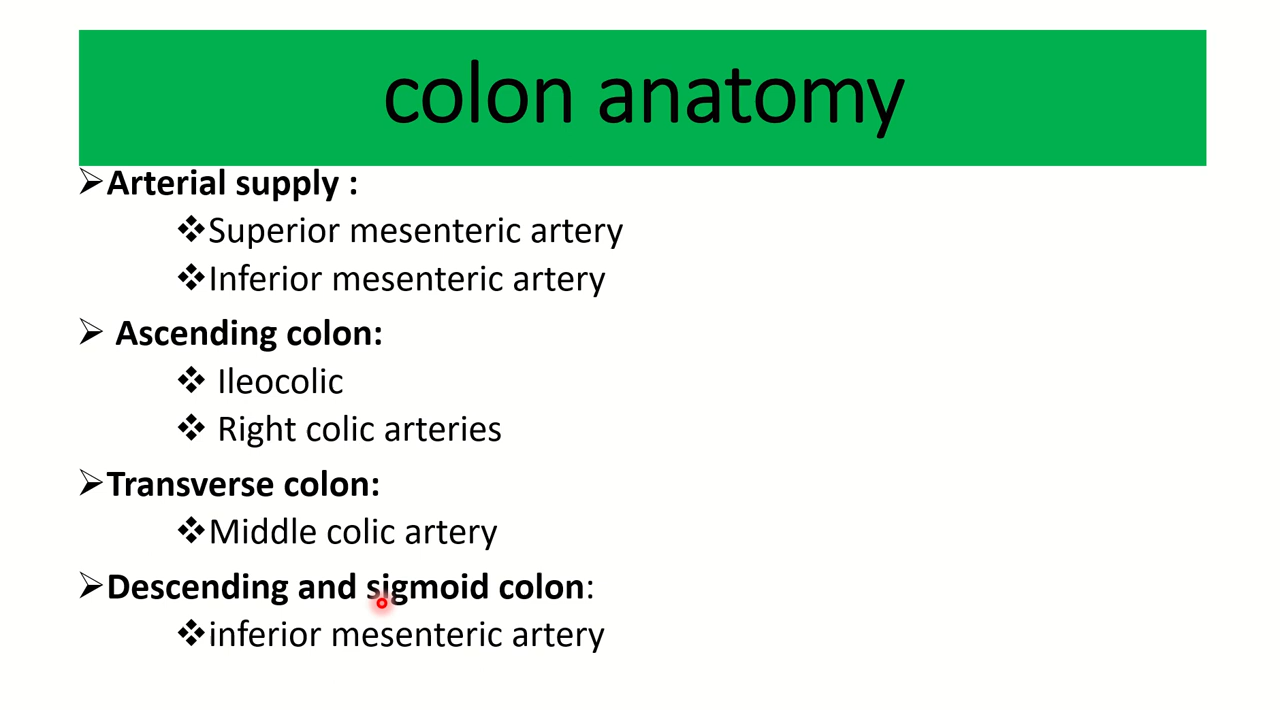 colon anatomy
➢Arterial supply :
❖Superior mesenteric artery
❖Inferior mesenteric artery
➢ Ascending colon:
❖ Ileocolic
❖ Right colic arteries
➢Transverse colon:
❖Middle colic artery
➢Descending and sigmoid colon:
❖inferior mesenteric artery